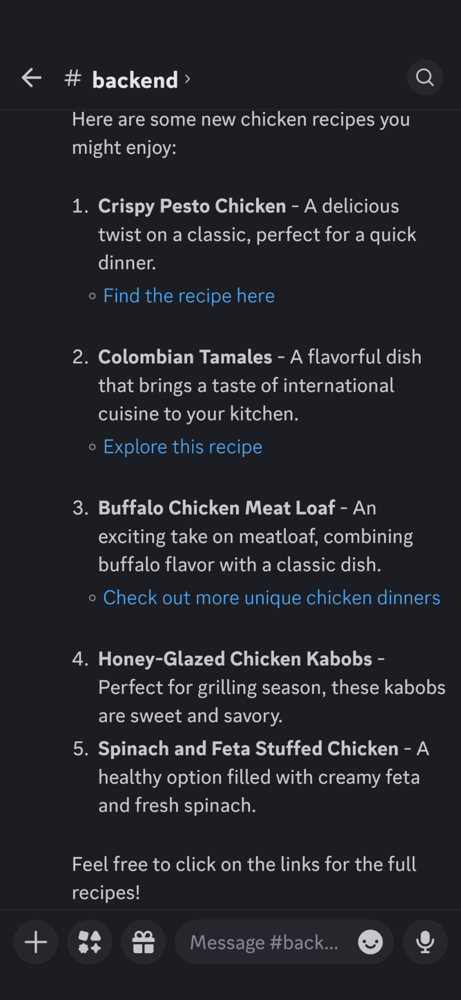 # backend
Here are some new chicken recipes you
might enjoy:
1. Crispy Pesto Chicken - A delicious
twist on a classic, perfect for a quick
dinner.
Find the recipe here
2. Colombian Tamales - A flavorful dish
that brings a taste of international
cuisine to your kitchen.
Explore this recipe
3. Buffalo Chicken Meat Loaf - An
exciting take on meatloaf, combining
buffalo flavor with a classic dish.
Check out more unique chicken dinners
4. Honey-Glazed Chicken Kabobs -
Perfect for grilling season, these kabobs
are sweet and savory.
5. Spinach and Feta Stuffed Chicken - A
healthy option filled with creamy feta
and fresh spinach.
Feel free to click on the links for the full
recipes!
Message #back...